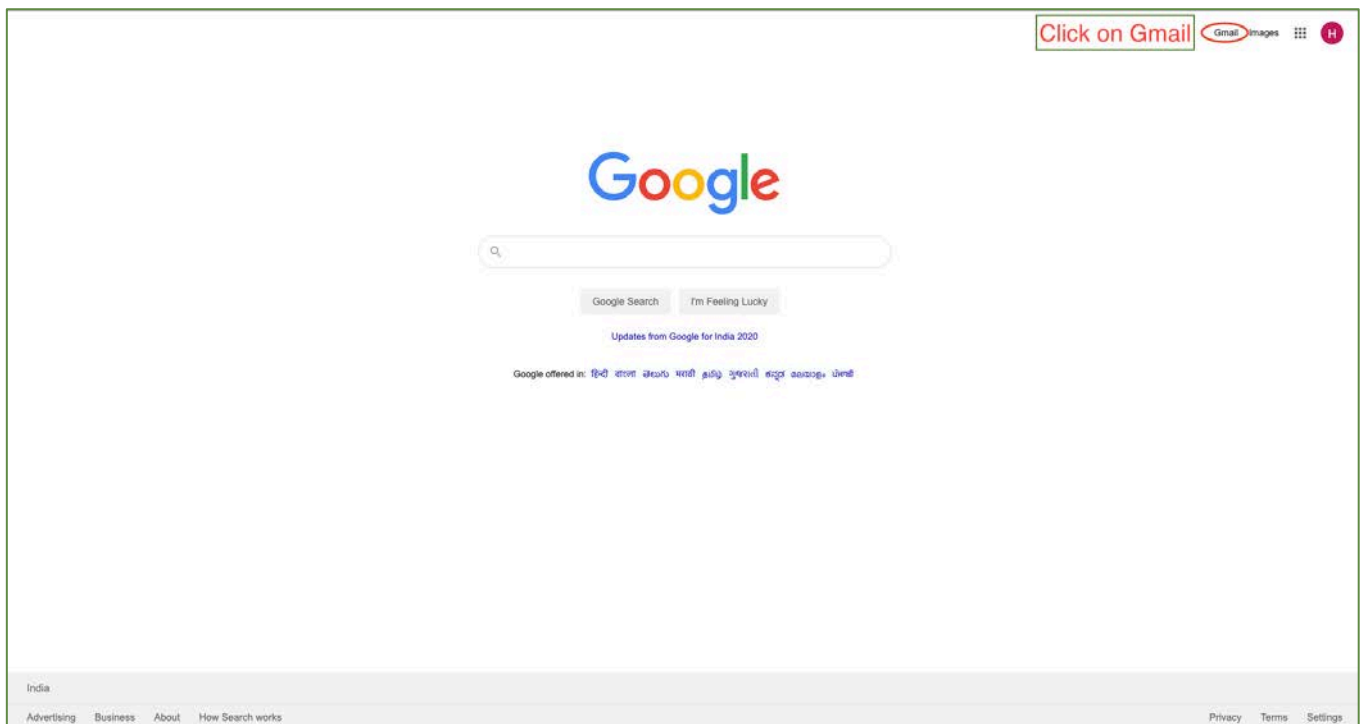 Click on Gmail Gmail Images H
Google
Google Search I'm Feeling Lucky
Updates from Google for India 2020
Google offered in: हिन्दी বাংলা తెలుగు मराठी தமிழ் ગુજરાતી ಕನ್ನಡ മലയാളം ਪੰਜਾਬੀ
India
Advertising Business About How Search works Privacy Terms Settings